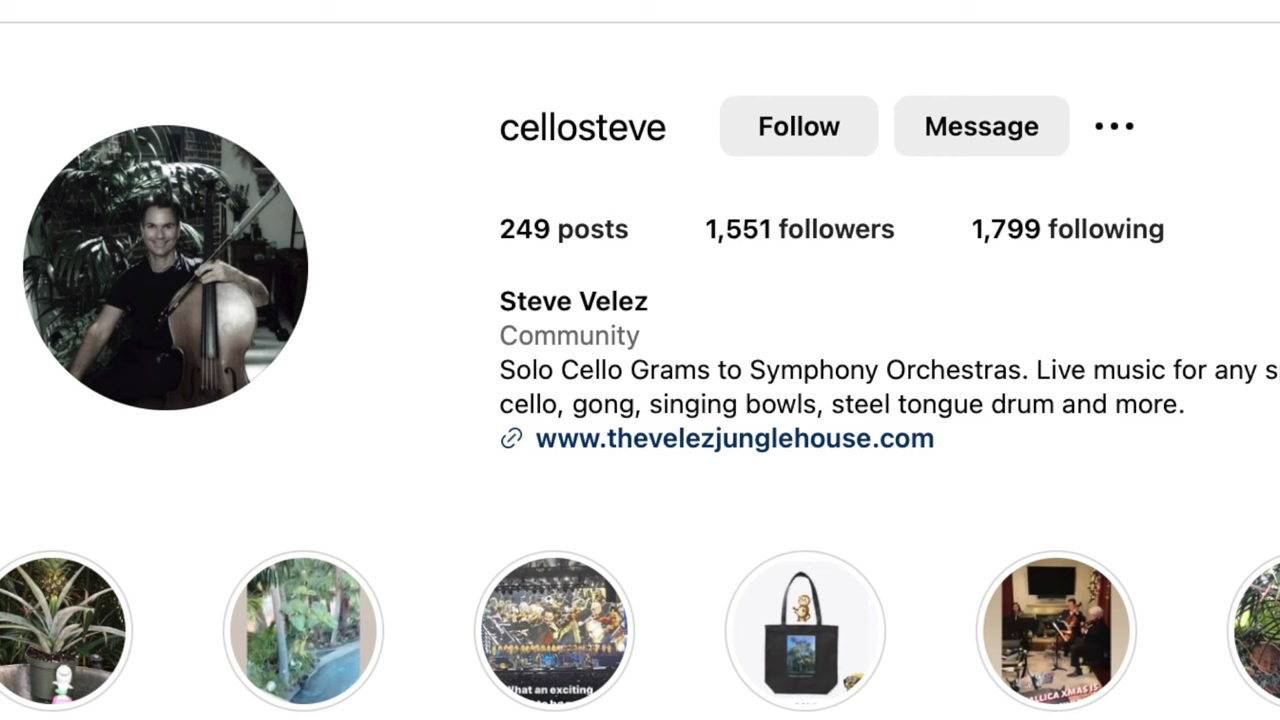 cellosteve Follow Message
249 posts 1,551 followers 1,799 following
Steve Velez
Community
Solo Cello Grams to Symphony Orchestras. Live music for any
cello, gong, singing bowls, steel tongue drum and more.
www.thevelezjunglehouse.com
What an exciting
XMAS